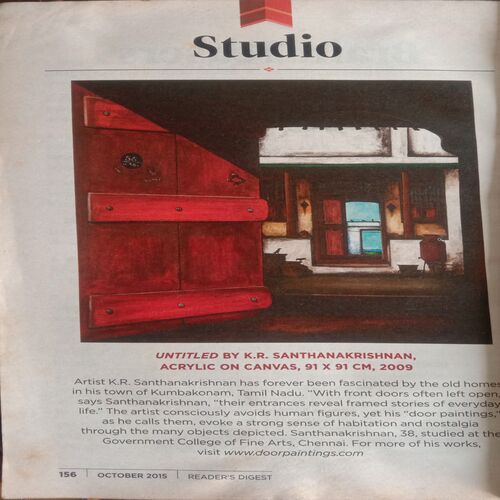 Studio
UNTITLED BY K.R. SANTHANAKRISHNAN,
ACRYLIC ON CANVAS, 91 X 91 CM, 2009
Artist K.R. Santhanakrishnan has forever been fascinated by the old homes
in his town of Kumbakonam, Tamil Nadu. “With front doors often left open,”
says Santhanakrishnan, “their entrances reveal framed stories of everyday
life.” The artist consciously avoids human figures, yet his “door paintings,”
as he calls them, evoke a strong sense of habitation and nostalgia
through the many objects depicted. Santhanakrishnan, 38, studied at the
Government College of Fine Arts, Chennai. For more of his works,
visit www.doorpaintings.com
156 | OCTOBER 2015 | READER'S DIGEST